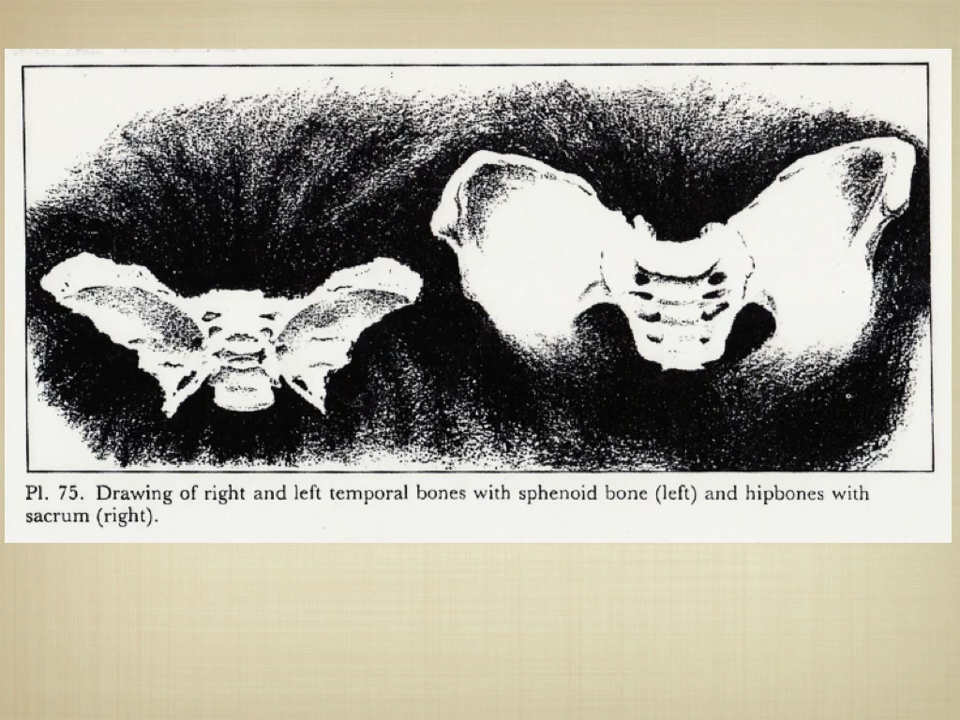 Pl. 75. Drawing of right and left temporal bones with sphenoid bone (left) and hipbones with
sacrum (right).